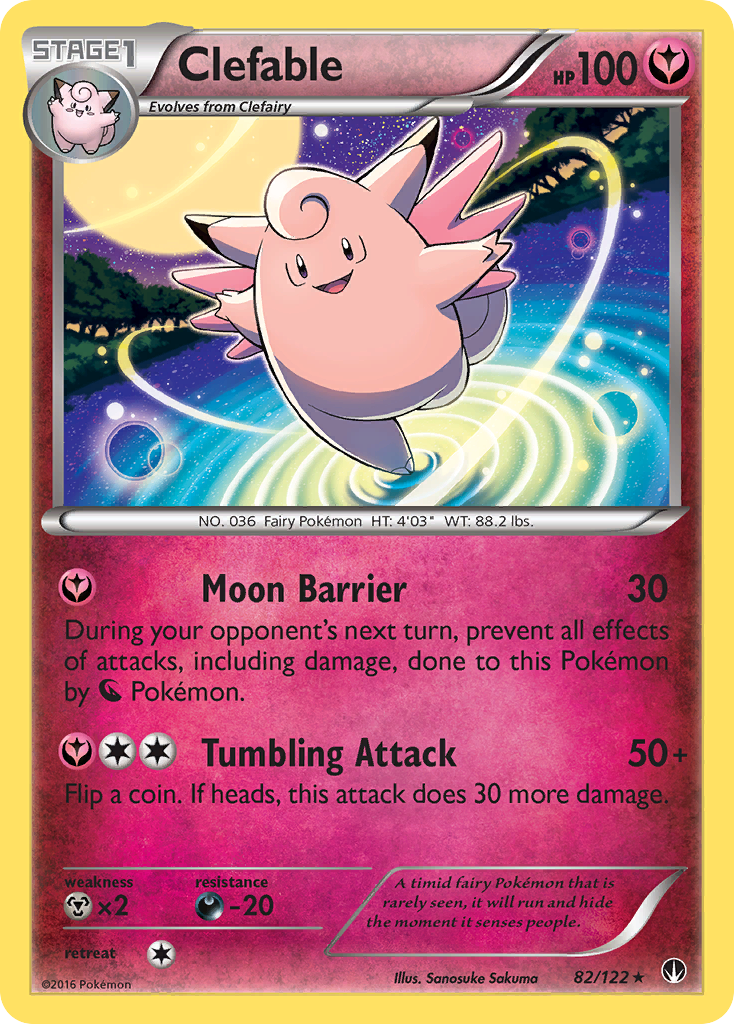 STAGE1
Clefable
HP100
Evolves from Clefairy
NO. 036 Fairy Pokémon HT: 4'03" WT: 88.2 lbs.
Moon Barrier 30
During your opponent's next turn, prevent all effects
of attacks, including damage, done to this Pokémon
by Pokémon.
Tumbling Attack 50+
Flip a coin. If heads, this attack does 30 more damage.
weakness resistance
×2 -20
retreat
A timid fairy Pokémon that is
rarely seen, it will run and hide
the moment it senses people.
©2016 Pokémon
Illus. Sanosuke Sakuma
82/122★